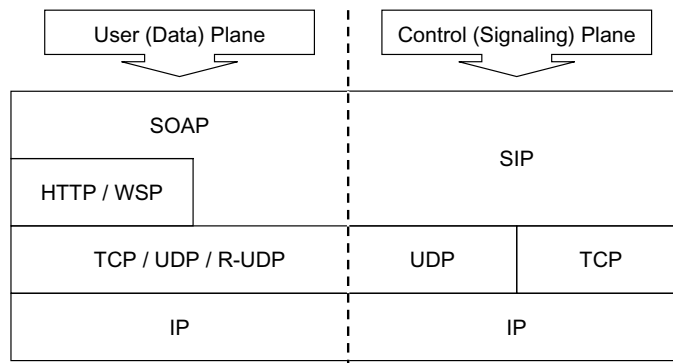 User (Data) Plane
Control (Signaling) Plane
SOAP
SIP
HTTP / WSP
TCP / UDP / R-UDP
UDP
TCP
IP
IP